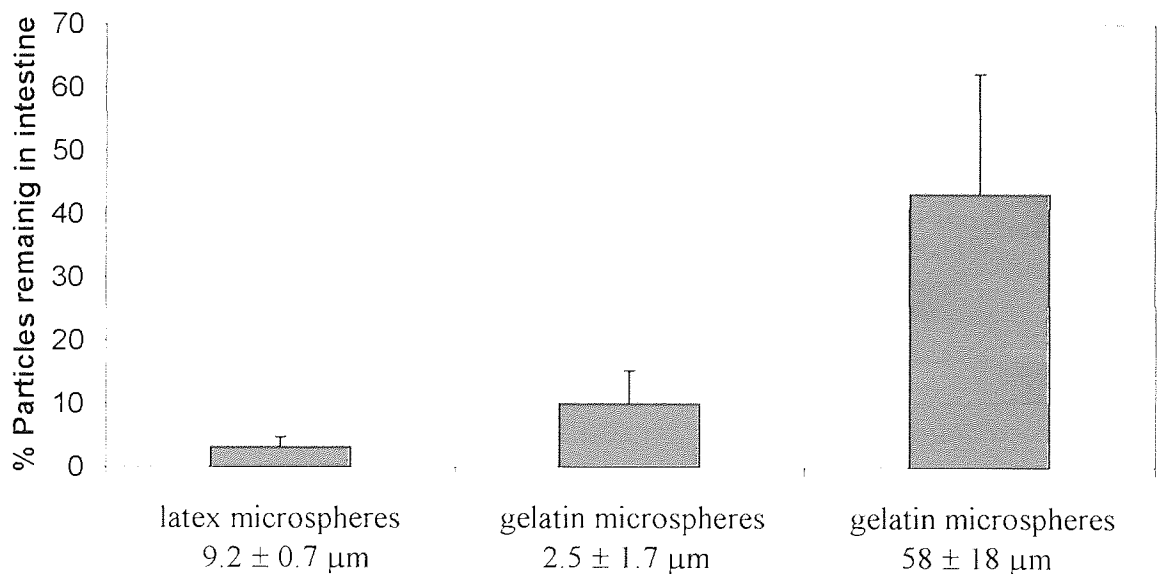 % Particles remainig in intestine
70
60
50
40
30
20
10
0
latex microspheres
9.2 ± 0.7 µm
gelatin microspheres
2.5 ± 1.7 µm
gelatin microspheres
58 ± 18 µm